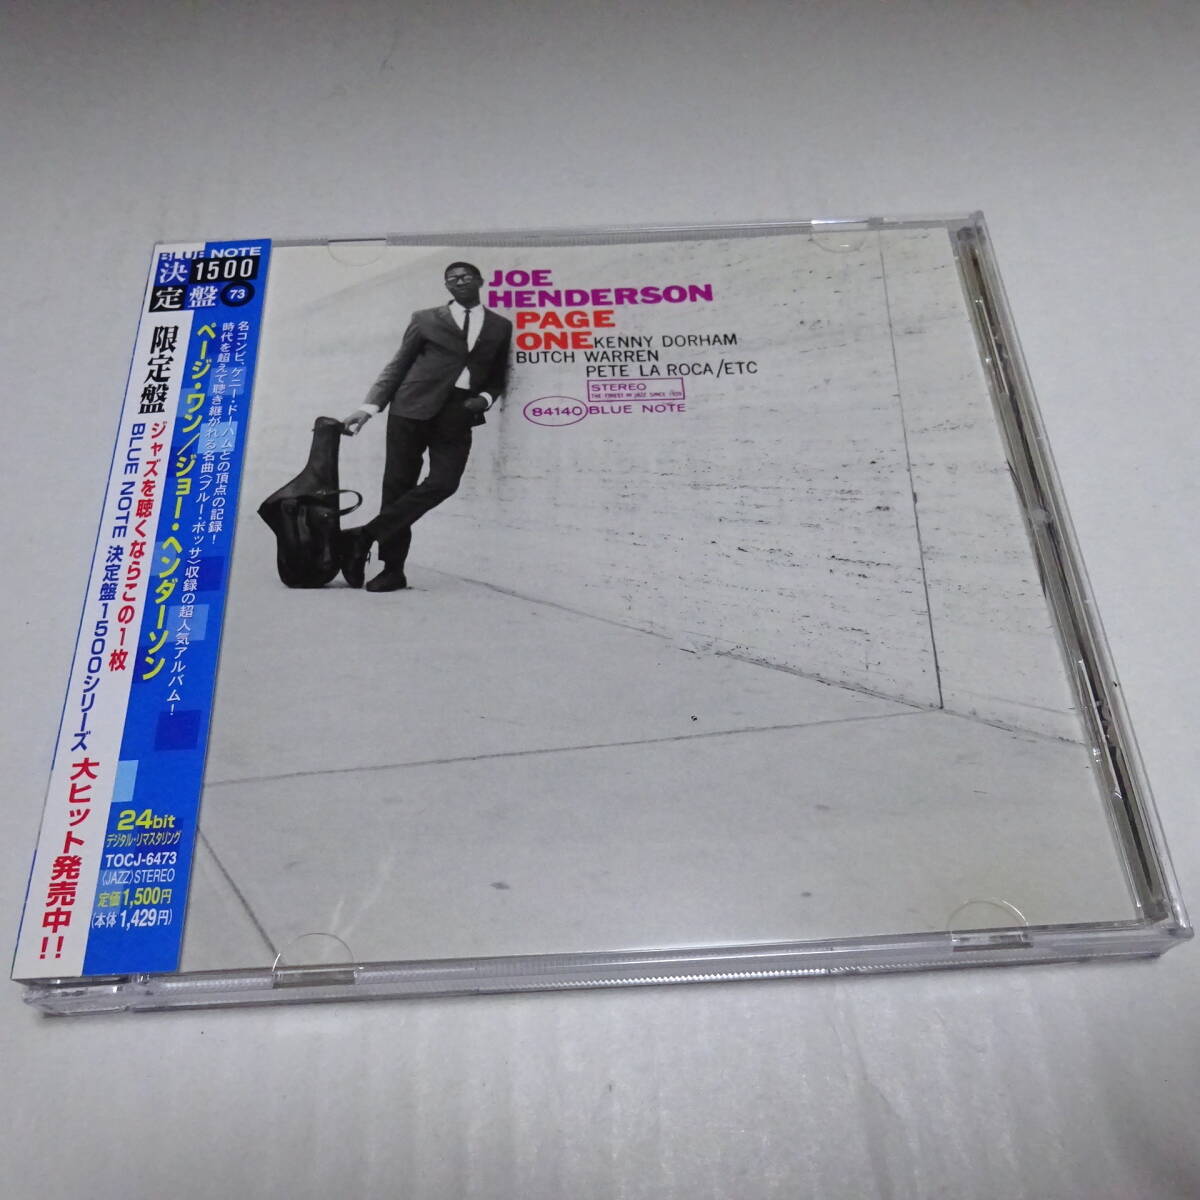 BLUE NOTE
決定盤
1500
73
限定盤
ジャズを聴くならこの1枚
BLUE NOTE 決定盤1500シリーズ
大ヒット発売中!!
名コンビ、ケニー・ドーハムとの頂点の記録!
時代を超えて聴き継がれる名曲〈ブルー・ボッサ〉収録の超人気アルバム!
ページ・ワン/ジョー・ヘンダーソン
24bit
デジタル・リマスタリング
TOCJ-6473
(JAZZ)STEREO
定価1,500円
(本体1,429円)
JOE
HENDERSON
PAGE
ONE KENNY DORHAM
BUTCH WARREN
PETE LA ROCA/ETC
STEREO
THE FINEST IN JAZZ SINCE 1939
84140 BLUE NOTE